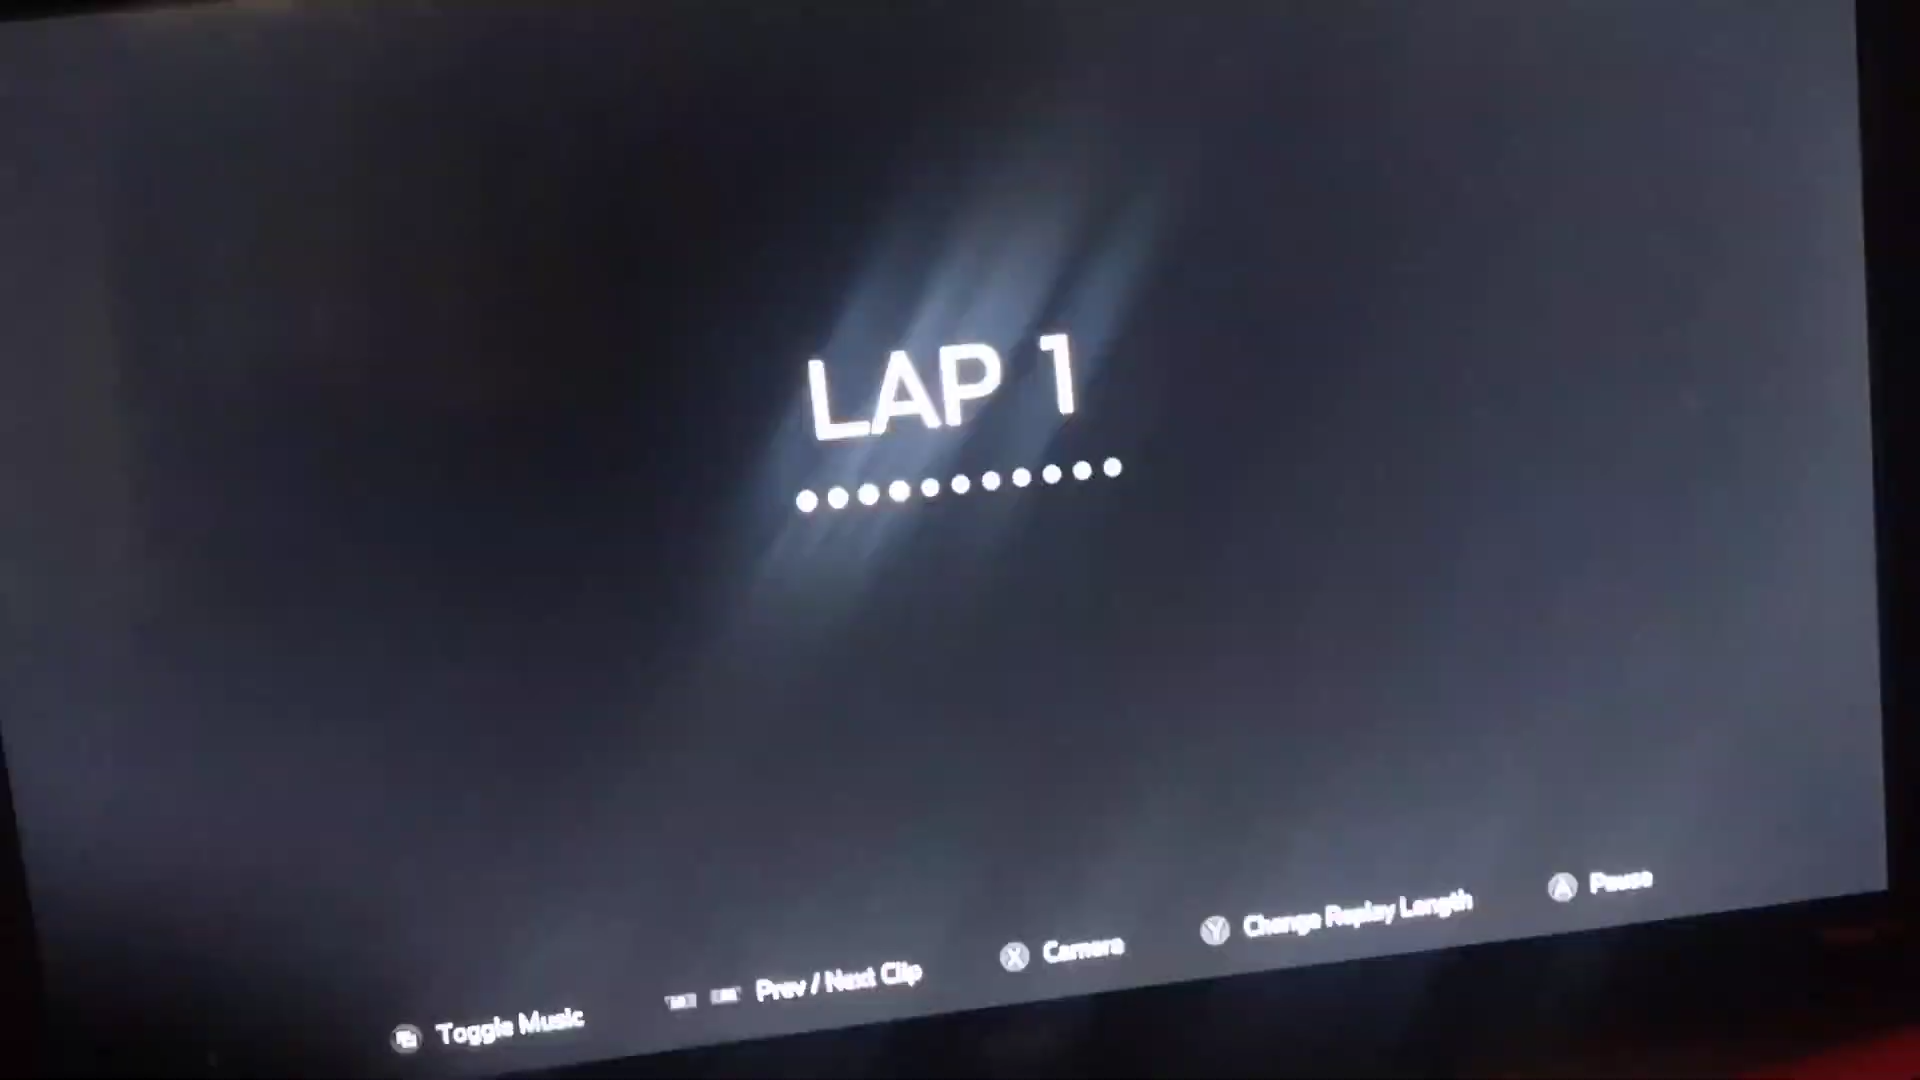 LAP 1
Toggle Music
Prev / Next Clip
X Camera
Y Change Replay Length
A Pause